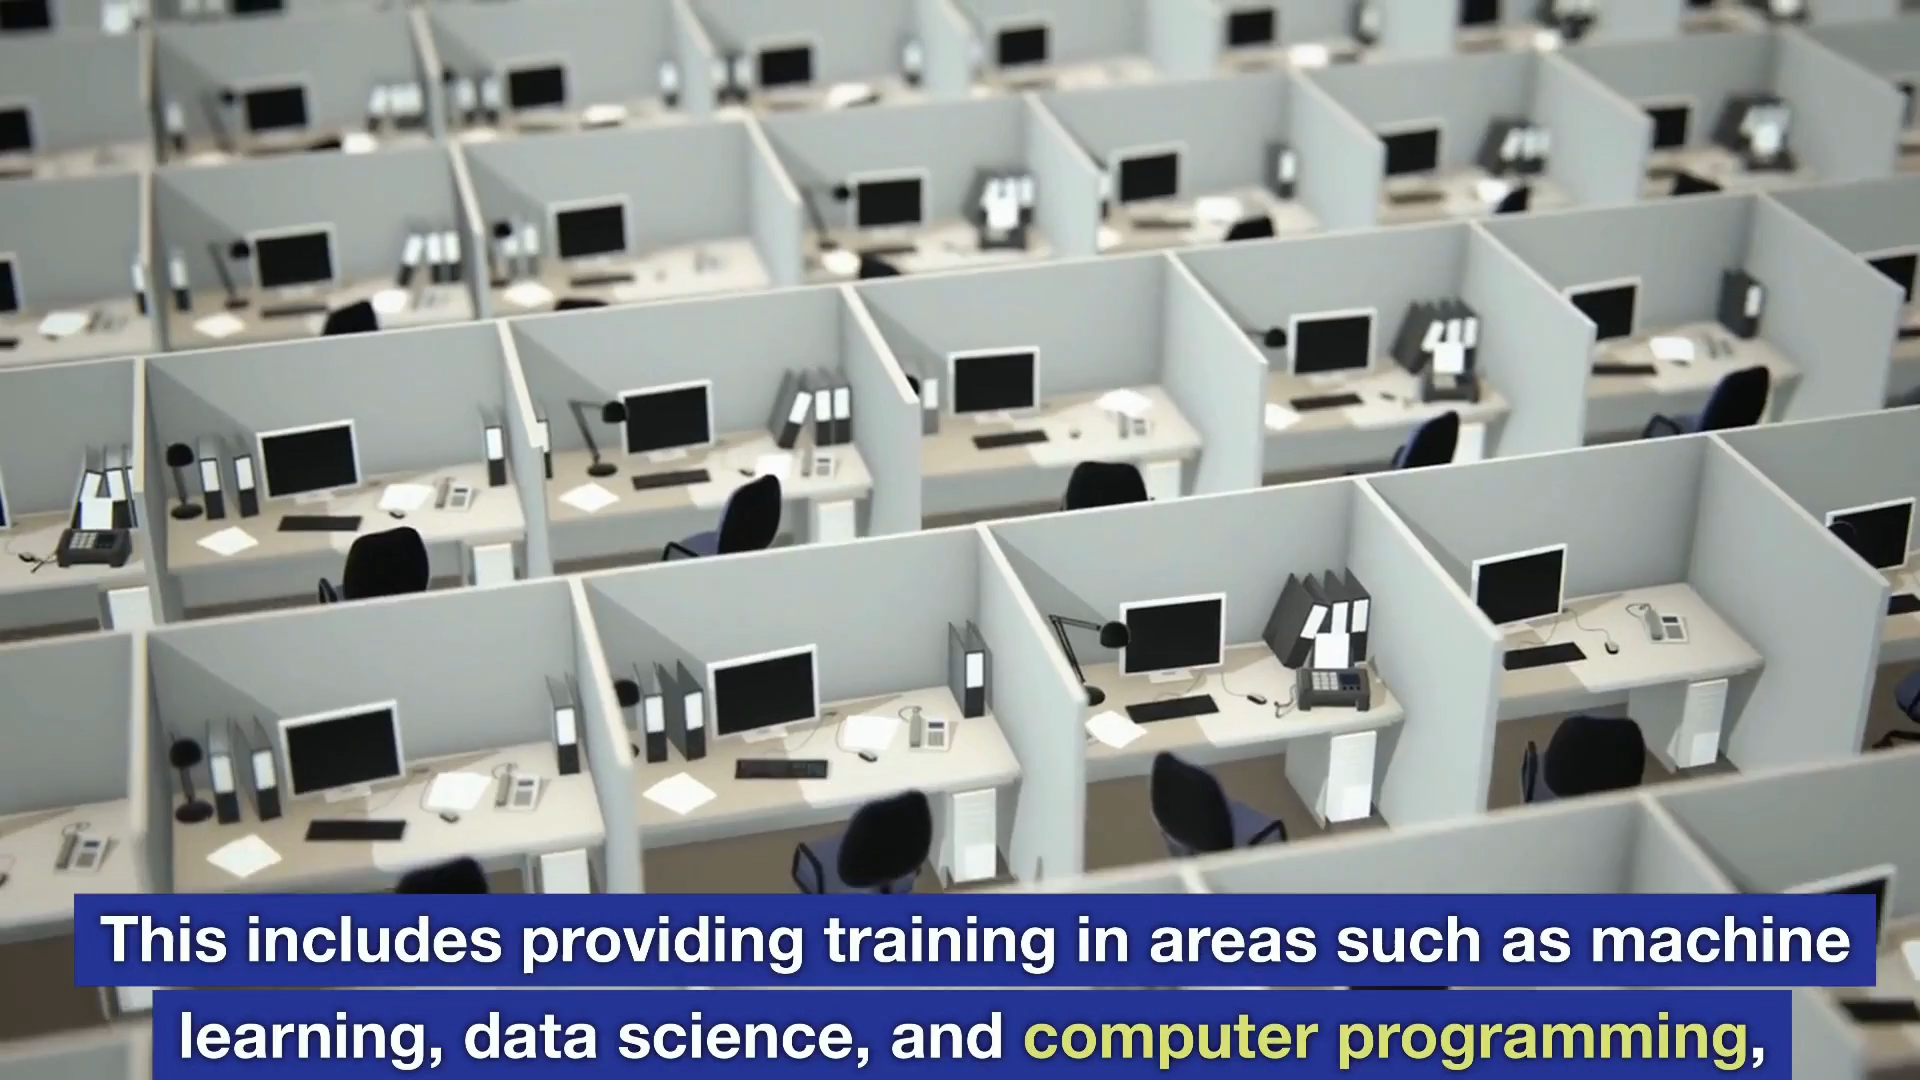 This includes providing training in areas such as machine
learning, data science, and computer programming,